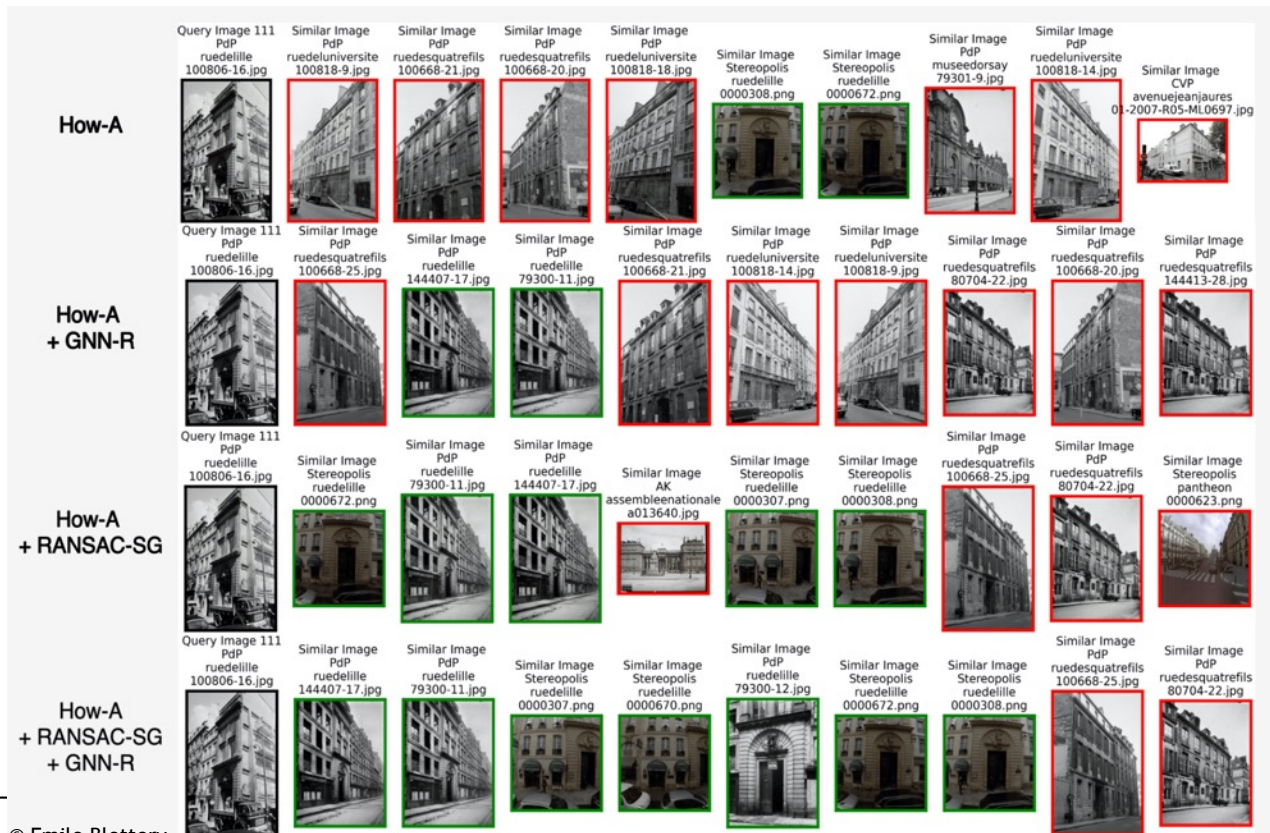 How-A
Query Image 111
PdP
ruedelille
100806-16.jpg
Similar Image
PdP
ruedeluniversite
100818-9.jpg
Similar Image
PdP
ruedesquatrefils
100668-21.jpg
Similar Image
PdP
ruedesquatrefils
100668-20.jpg
Similar Image
PdP
ruedeluniversite
100818-18.jpg
Similar Image
Stereopolis
ruedelille
0000308.png
Similar Image
Stereopolis
ruedelille
0000672.png
Similar Image
PdP
museedorsay
79301-9.jpg
Similar Image
PdP
ruedeluniversite
100818-14.jpg
Similar Image
CVP
avenuejeanjaures
01-2007-R05-ML0697.jpg
How-A
+ GNN-R
Query Image 111
PdP
ruedelille
100806-16.jpg
Similar Image
PdP
ruedesquatrefils
100668-25.jpg
Similar Image
PdP
ruedelille
144407-17.jpg
Similar Image
PdP
ruedelille
79300-11.jpg
Similar Image
PdP
ruedesquatrefils
100668-21.jpg
Similar Image
PdP
ruedeluniversite
100818-14.jpg
Similar Image
PdP
ruedeluniversite
100818-9.jpg
Similar Image
PdP
ruedesquatrefils
80704-22.jpg
Similar Image
PdP
ruedesquatrefils
100668-20.jpg
Similar Image
PdP
ruedesquatrefils
144413-28.jpg
How-A
+ RANSAC-SG
Query Image 111
PdP
ruedelille
100806-16.jpg
Similar Image
Stereopolis
ruedelille
0000672.png
Similar Image
PdP
ruedelille
79300-11.jpg
Similar Image
PdP
ruedelille
144407-17.jpg
Similar Image
AK
assembleenationale
a013640.jpg
Similar Image
Stereopolis
ruedelille
0000307.png
Similar Image
Stereopolis
ruedelille
0000308.png
Similar Image
PdP
ruedesquatrefils
100668-25.jpg
Similar Image
PdP
ruedesquatrefils
80704-22.jpg
Similar Image
Stereopolis
pantheon
0000623.png
How-A
+ RANSAC-SG
+ GNN-R
Query Image 111
PdP
ruedelille
100806-16.jpg
Similar Image
PdP
ruedelille
144407-17.jpg
Similar Image
PdP
ruedelille
79300-11.jpg
Similar Image
Stereopolis
ruedelille
0000307.png
Similar Image
Stereopolis
ruedelille
0000670.png
Similar Image
PdP
ruedelille
79300-12.jpg
Similar Image
Stereopolis
ruedelille
0000672.png
Similar Image
Stereopolis
ruedelille
0000308.png
Similar Image
PdP
ruedesquatrefils
100668-25.jpg
Similar Image
PdP
ruedesquatrefils
80704-22.jpg